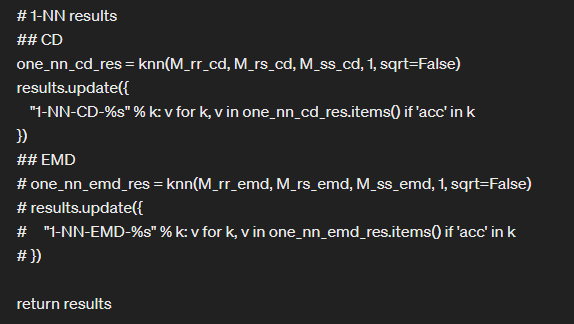 # 1-NN results
## CD
one_nn_cd_res = knn(M_rr_cd, M_rs_cd, M_ss_cd, 1, sqrt=False)
results.update({
    "1-NN-CD-%s" % k: v for k, v in one_nn_cd_res.items() if 'acc' in k
})
## EMD
# one_nn_emd_res = knn(M_rr_emd, M_rs_emd, M_ss_emd, 1, sqrt=False)
# results.update({
#     "1-NN-EMD-%s" % k: v for k, v in one_nn_emd_res.items() if 'acc' in k
# })

return results